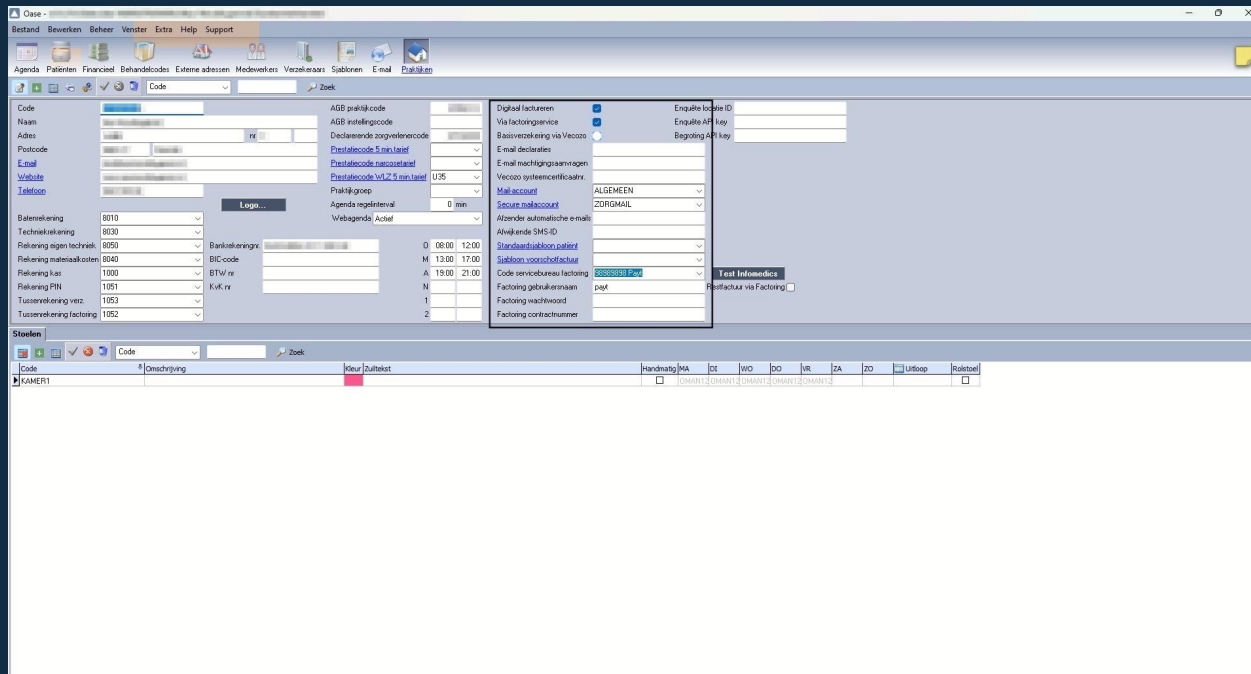 Oase -
Bestand Bewerken Beheer Venster Extra Help Support
Agenda Patiënten Financieel Behandelcodes Externe adressen Medewerkers Verzekeraars Sjablonen E-mail Praktijken
Code Zoek
Code
Naam
Adres nr
Postcode
E-mail
Website
Telefoon
Logo...
Batenrekening 8010
Techniekrekening 8030
Rekening eigen techniek 8050
Rekening materiaalkosten 8040
Rekening kas 1000
Rekening PIN 1051
Tussenrekening verz. 1053
Tussenrekening factoring 1052
Bankrekeningnr.
BIC-code
BTW nr
KvK nr
AGB praktijkcode
AGB instellingscode
Declarerende zorgverlenercode
Prestatiecode 5 min.tarief
Prestatiecode narcosetarief
Prestatiecode WLZ 5 min.tarief U35
Praktijkgroep
Agenda regelinterval 0 min
Webagenda Actief
O 08:00 12:00
M 13:00 17:00
A 19:00 21:00
N
1
2
Digitaal factureren
Via factoringservice
Basisverzekering via Vecozo
E-mail declaraties
E-mail machtigingsaanvragen
Vecozo systeemcertificaatnr.
Mail-account ALGEMEEN
Secure mailaccount ZORGMAIL
Afzender automatische e-mails
Afwijkende SMS-ID
Standaardsjabloon patiënt
Sjabloon voorschotfactuur
Code servicebureau factoring 98989898 Payt
Factoring gebruikersnaam payt
Factoring wachtwoord
Factoring contractnummer
Enquête locatie ID
Enquête API key
Begroting API key
Test Infomedics
Restfactuur via Factoring
Stoelen
Code Zoek
Code Omschrijving Kleur Zuiltekst Handmatig MA DI WO DO VR ZA ZO Uitloop Rolstoel
KAMER1 OMAN12 OMAN12 OMAN12 OMAN12 OMAN12